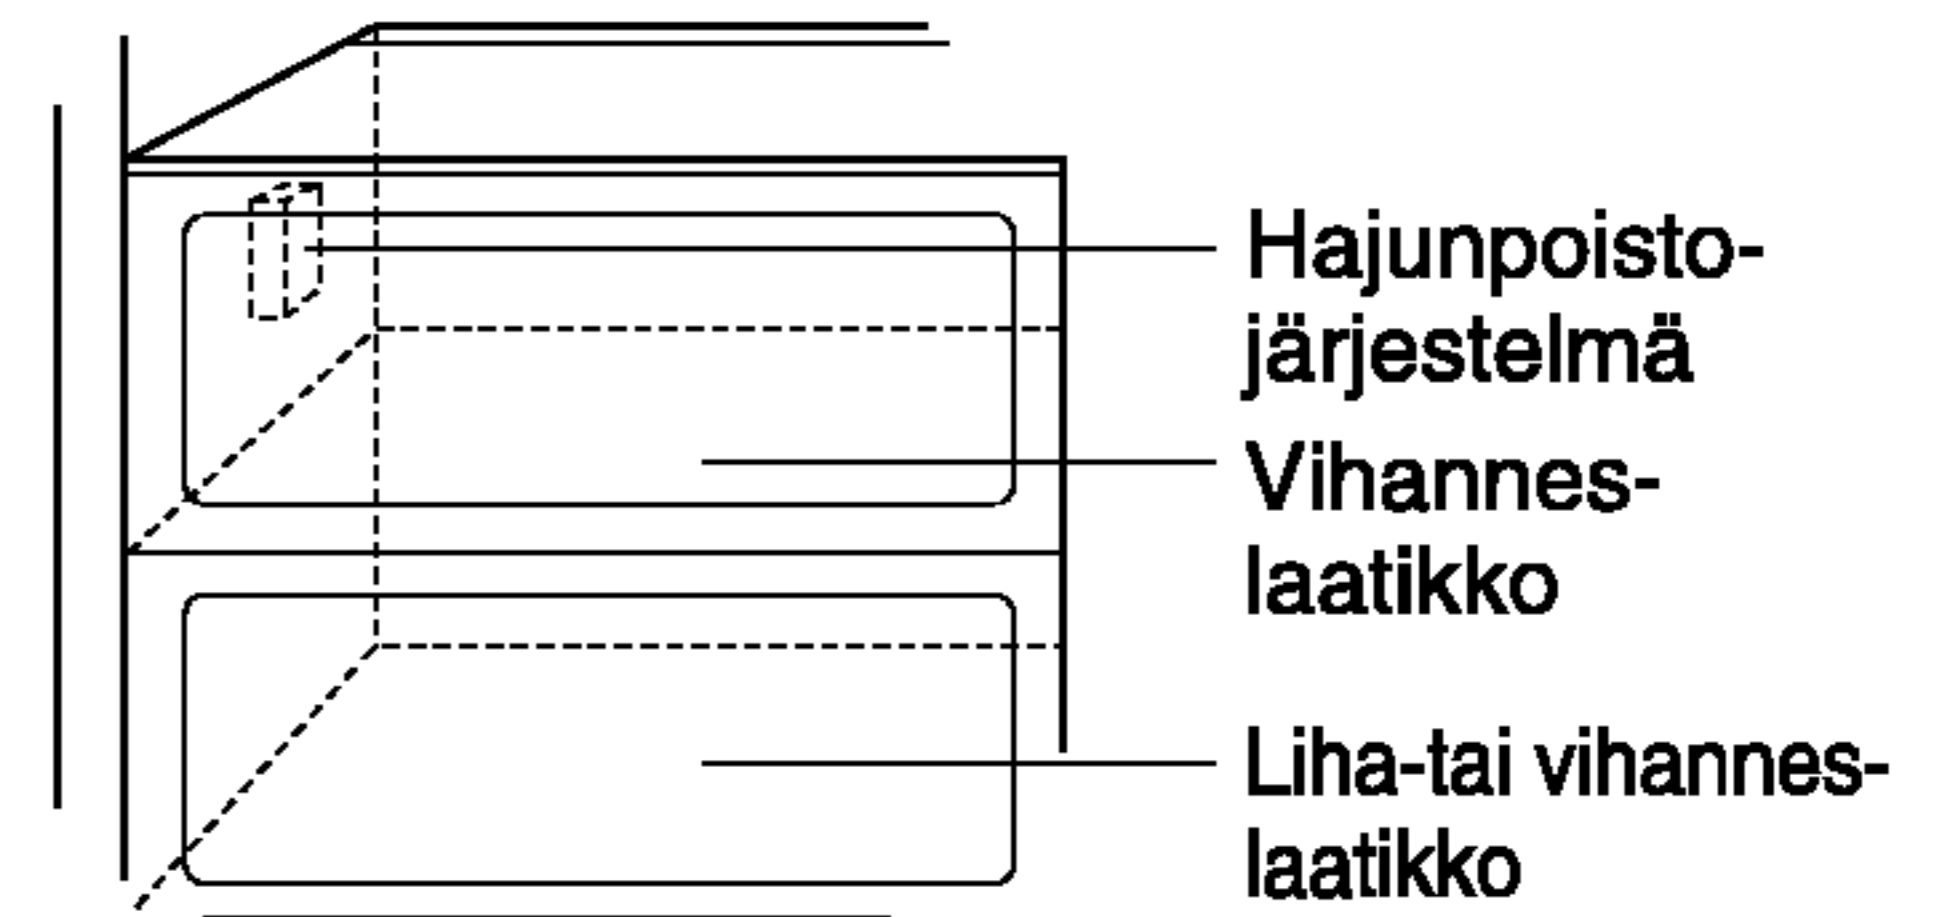 Hajunpoisto-
järjestelmä
Vihannes-
laatikko
Liha-tai vihannes-
laatikko